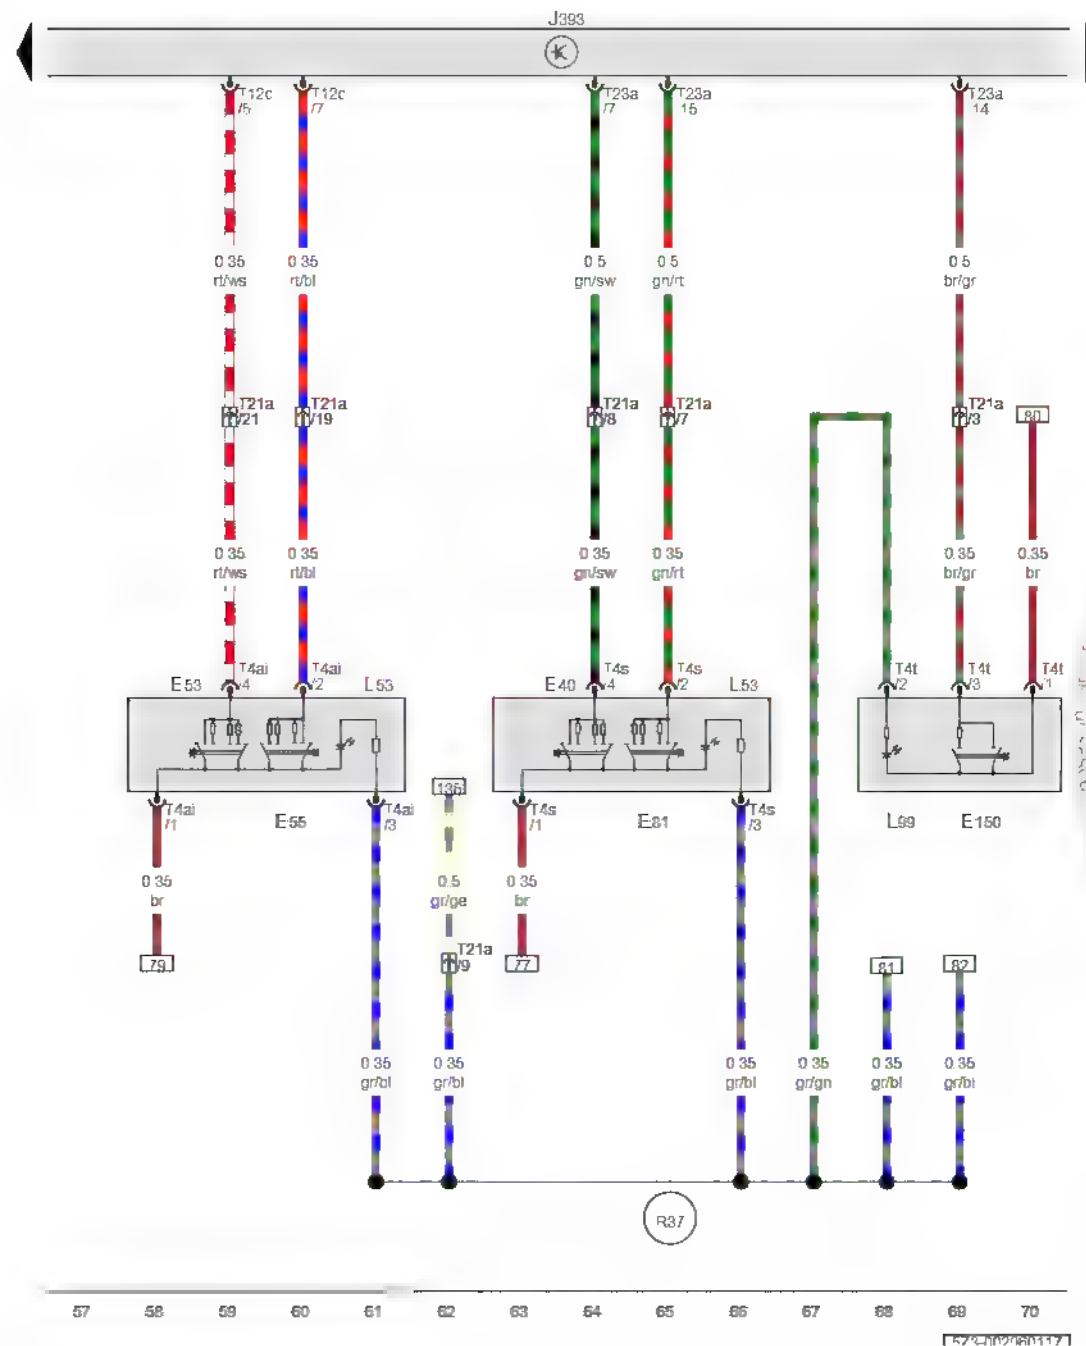 J393
K
T12c
/5
T12c
/7
T23a
/7
T23a
15
T23a
14
0.35
rt/ws
0.35
rt/bl
0.5
gn/sw
0.5
gn/rt
0.5
br/gr
T21a
/21
T21a
/19
T21a
/8
T21a
/7
T21a
/3
80
0.35
rt/ws
0.35
rt/bl
0.35
gn/sw
0.35
gn/rt
0.35
br/gr
0.35
br
E53
T4ai
/4
T4ai
/2
L53
E40
T4s
/4
T4s
/2
L53
T4t
/2
T4t
/3
T4t
/1
T4ai
/1
E55
T4ai
/3
135
T4s
/1
E81
T4s
/3
L99
E150
0.35
br
0.5
gr/ge
0.35
br
79
T21a
/9
77
81
82
0.35
gr/bl
0.35
gr/bl
0.35
gr/bl
0.35
gr/gn
0.35
gr/bl
0.35
gr/bl
R37
57 58 59 60 61 62 63 64 65 66 67 68 69 70
573-002060117